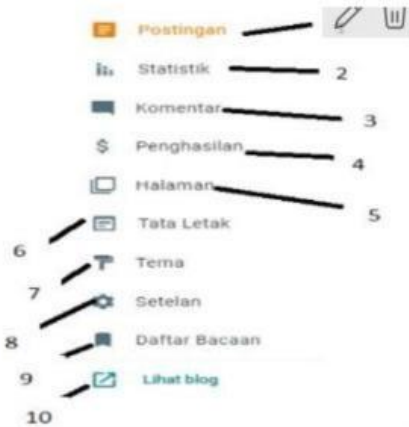 Postingan
Statistik 2
Komentar 3
Penghasilan 4
Halaman 5
6 Tata Letak
7 Tema
8 Setelan
9 Daftar Bacaan
10 Lihat blog